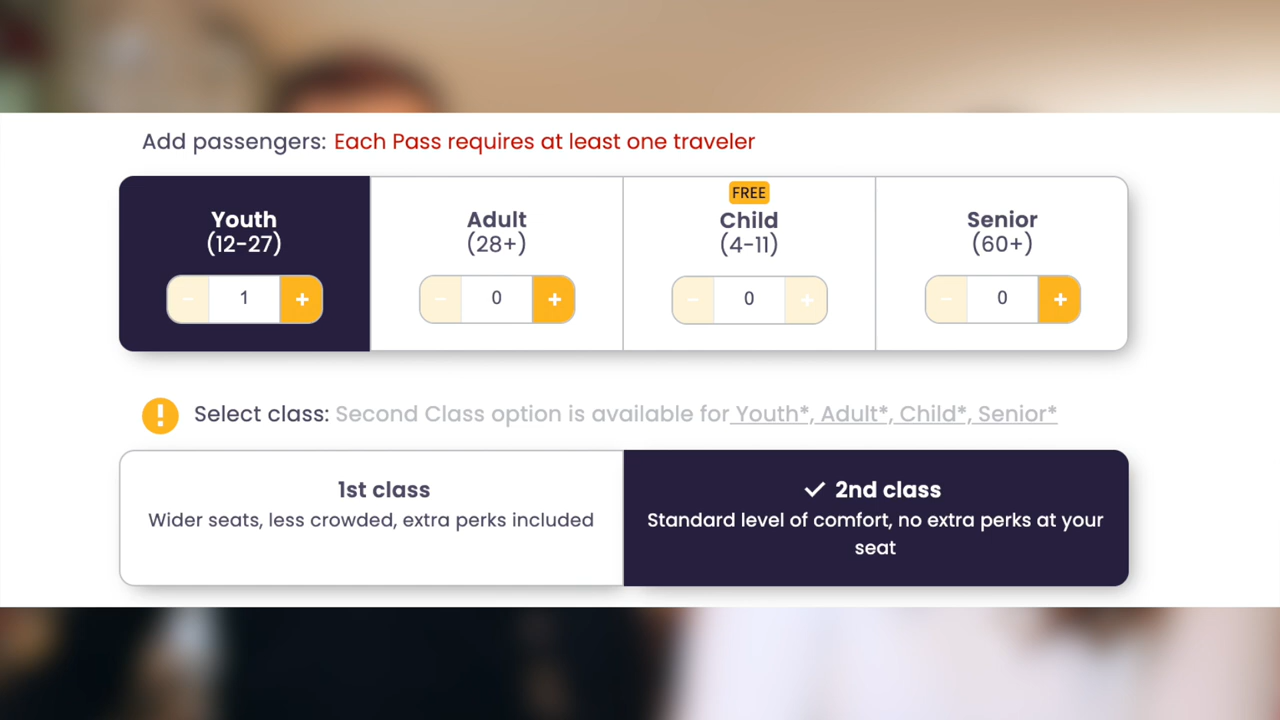 Add passengers: Each Pass requires at least one traveler
FREE
Youth
(12-27)
Adult
(28+)
Child
(4-11)
Senior
(60+)
− 1 +
− 0 +
− 0 +
− 0 +
! Select class: Second Class option is available for Youth*, Adult*, Child*, Senior*
1st class
Wider seats, less crowded, extra perks included
✓ 2nd class
Standard level of comfort, no extra perks at your
seat